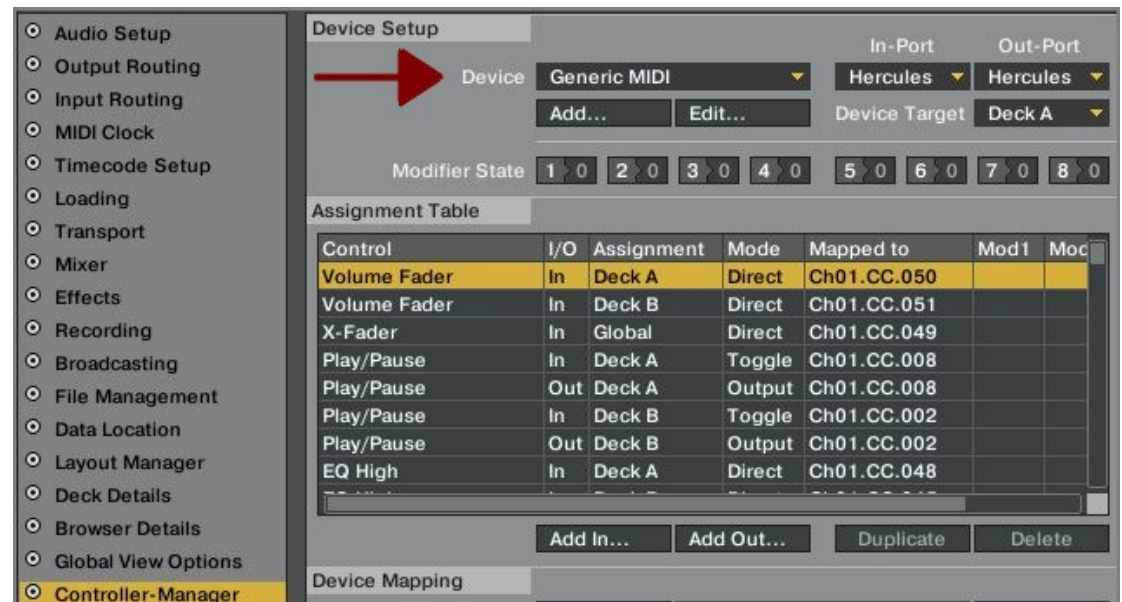 Audio Setup
Output Routing
Input Routing
MIDI Clock
Timecode Setup
Loading
Transport
Mixer
Effects
Recording
Broadcasting
File Management
Data Location
Layout Manager
Deck Details
Browser Details
Global View Options
Controller-Manager
Device Setup
In-Port Out-Port
Device Generic MIDI Hercules Hercules
Add... Edit... Device Target Deck A
Modifier State 1 0 2 0 3 0 4 0 5 0 6 0 7 0 8 0
Assignment Table
Control I/O Assignment Mode Mapped to Mod1
Volume Fader In Deck A Direct Ch01.CC.050
Volume Fader In Deck B Direct Ch01.CC.051
X-Fader In Global Direct Ch01.CC.049
Play/Pause In Deck A Toggle Ch01.CC.008
Play/Pause Out Deck A Output Ch01.CC.008
Play/Pause In Deck B Toggle Ch01.CC.002
Play/Pause Out Deck B Output Ch01.CC.002
EQ High In Deck A Direct Ch01.CC.048
Add In... Add Out... Duplicate Delete
Device Mapping